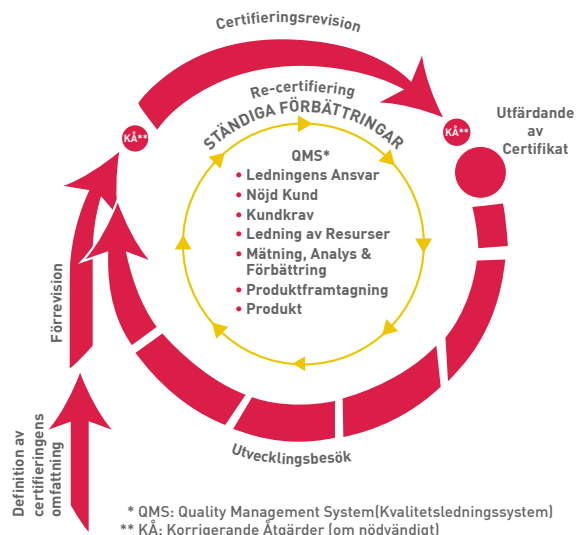 Certifieringsrevision
Re-certifiering
STÄNDIGA FÖRBÄTTRINGAR
KÅ**
KÅ**
Utfärdande
av
Certifikat
QMS*
• Ledningens Ansvar
• Nöjd Kund
• Kundkrav
• Ledning av Resurser
• Mätning, Analys &
Förbättring
• Produktframtagning
• Produkt
Förrevision
Utvecklingsbesök
Definition av
certifieringens
omfattning
* QMS: Quality Management System(Kvalitetsledningssystem)
** KÅ: Korrigerande Åtgärder (om nödvändigt)